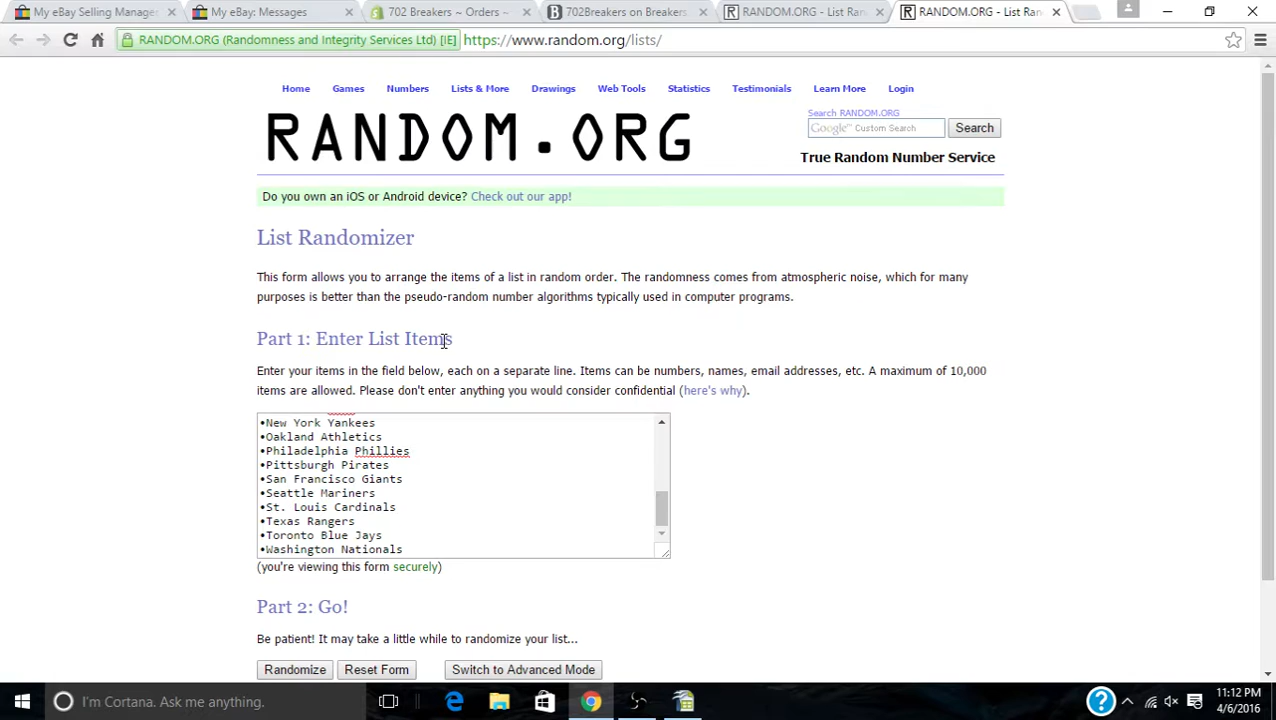 My eBay Selling Manage
My eBay: Messages
702 Breakers ~ Orders ~
702Breakers on Breakers
RANDOM.ORG - List Ran
RANDOM.ORG - List Ran
RANDOM.ORG (Randomness and Integrity Services Ltd) [IE]
https://www.random.org/lists/
Home Games Numbers Lists & More Drawings Web Tools Statistics Testimonials Learn More Login
RANDOM.ORG
Search RANDOM.ORG
Google™ Custom Search
Search
True Random Number Service
Do you own an iOS or Android device? Check out our app!
List Randomizer
This form allows you to arrange the items of a list in random order. The randomness comes from atmospheric noise, which for many
purposes is better than the pseudo-random number algorithms typically used in computer programs.
Part 1: Enter List Items
Enter your items in the field below, each on a separate line. Items can be numbers, names, email addresses, etc. A maximum of 10,000
items are allowed. Please don't enter anything you would consider confidential (here's why).
•New York Yankees
•Oakland Athletics
•Philadelphia Phillies
•Pittsburgh Pirates
•San Francisco Giants
•Seattle Mariners
•St. Louis Cardinals
•Texas Rangers
•Toronto Blue Jays
•Washington Nationals
(you're viewing this form securely)
Part 2: Go!
Be patient! It may take a little while to randomize your list...
Randomize Reset Form Switch to Advanced Mode
I'm Cortana. Ask me anything.
11:12 PM
4/6/2016